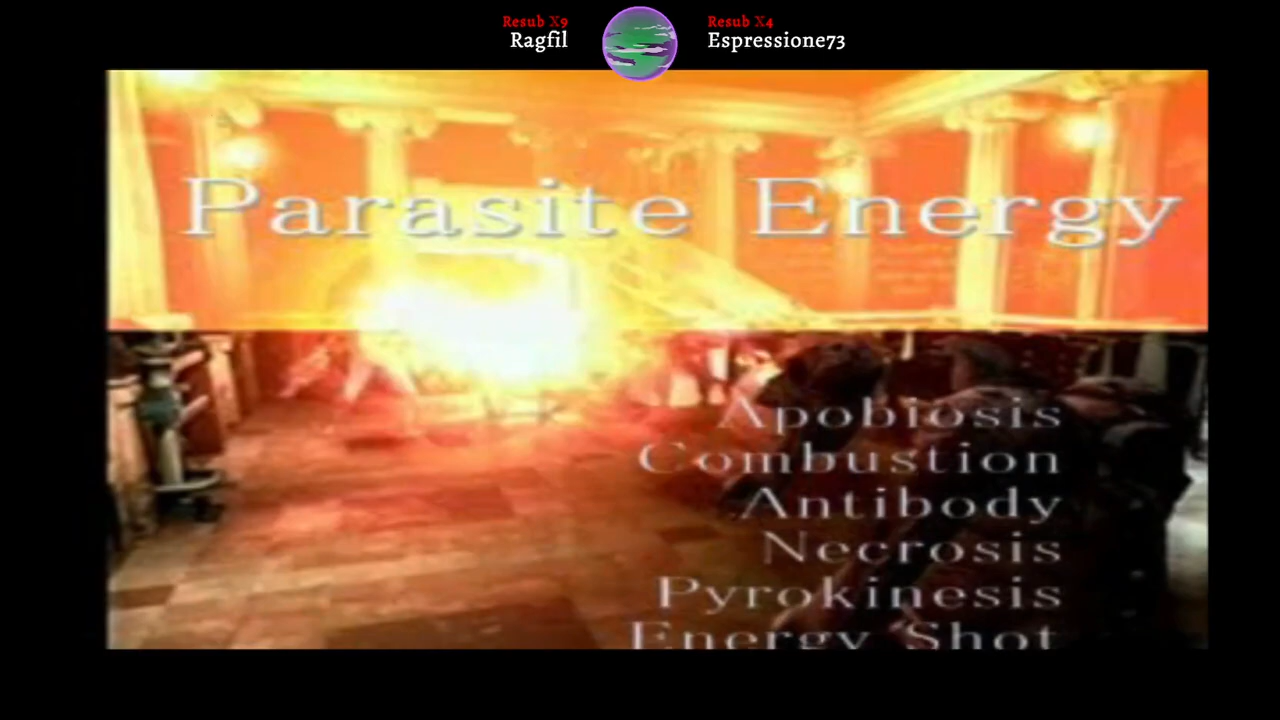 Resub X9
Ragfil
Resub X4
Espressione73
Parasite Energy
Apobiosis
Combustion
Antibody
Necrosis
Pyrokinesis
Energy Shot